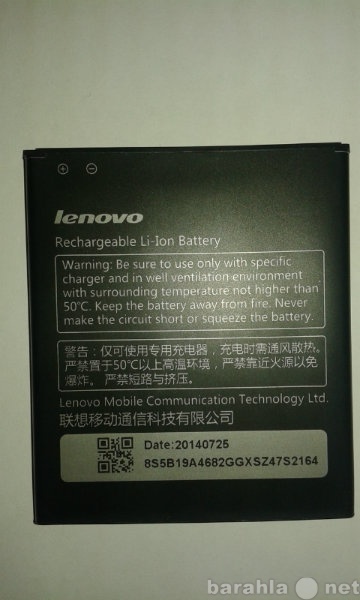 lenovo
Rechargeable Li-Ion Battery
Warning: Be sure to use only with specific
charger and in well ventilation environment
with surrounding temperature not higher than
50℃. Keep the battery away from fire. Never
make the circuit short or squeeze the battery.
警告：仅可使用专用充电器，充电时需通风散热。
严禁置于50℃以上高温环境，严禁靠近火源以免
爆炸。 严禁短路与挤压。
Lenovo Mobile Communication Technology Ltd.
联想移动通信科技有限公司
Date:20140725
8S5B19A4682GGXSZ47S2164
barahla.net